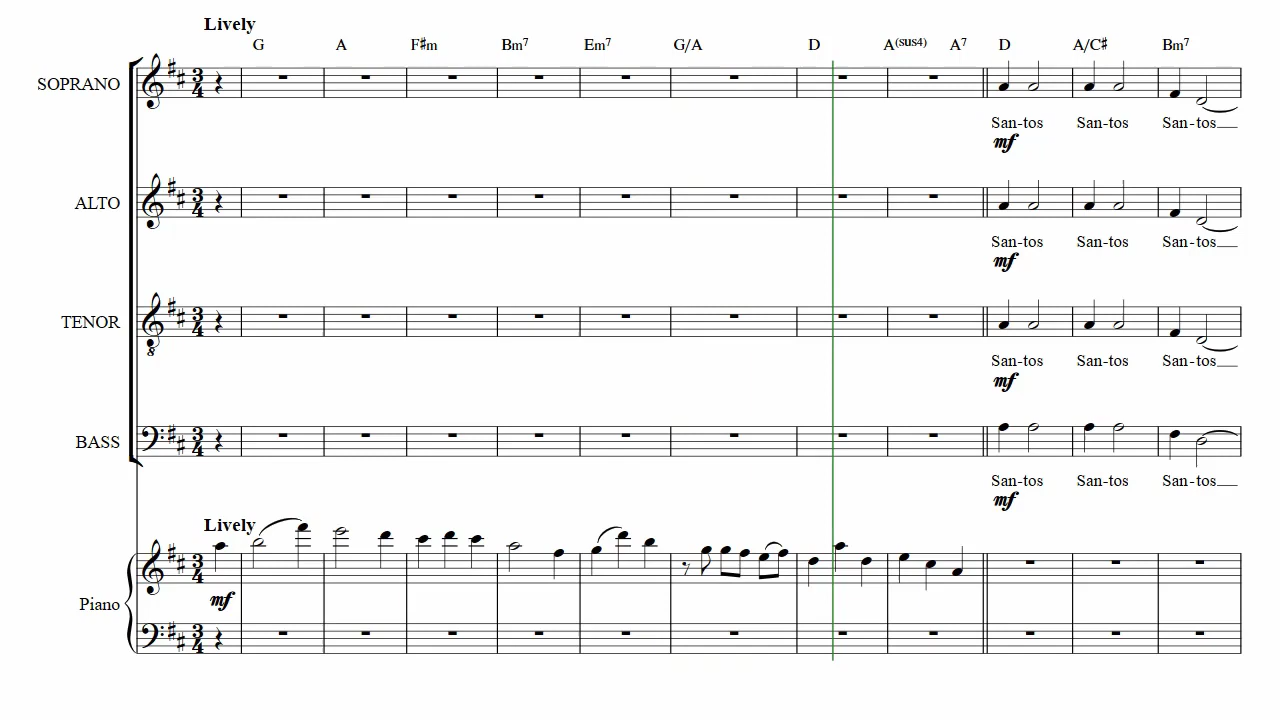 Lively
G A F♯m Bm7 Em7 G/A D A(sus4) A7 D A/C♯ Bm7
SOPRANO
San-tos San-tos San-tos
mf
ALTO
San-tos San-tos San-tos
mf
TENOR
8
San-tos San-tos San-tos
mf
BASS
San-tos San-tos San-tos
mf
Lively
Piano
mf